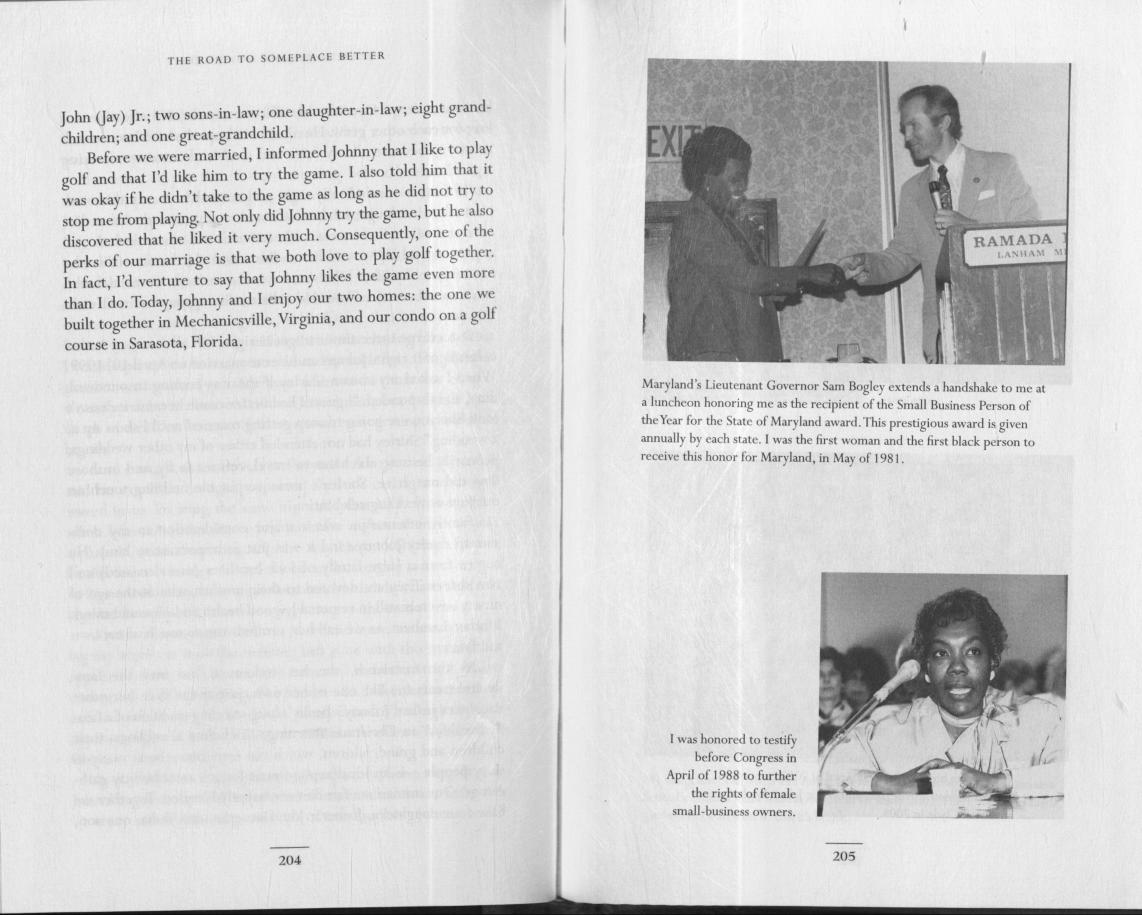 THE ROAD TO SOMEPLACE BETTER
John (Jay) Jr.; two sons-in-law; one daughter-in-law; eight grand-
children; and one great-grandchild.
Before we were married, I informed Johnny that I like to play
golf and that I'd like him to try the game. I also told him that it
was okay if he didn't take to the game as long as he did not try to
stop me from playing. Not only did Johnny try the game, but he also
discovered that he liked it very much. Consequently, one of the
perks of our marriage is that we both love to play golf together.
In fact, I'd venture to say that Johnny likes the game even more
than I do. Today, Johnny and I enjoy our two homes: the one we
built together in Mechanicsville, Virginia, and our condo on a golf
course in Sarasota, Florida.
204
EXIT
RAMADA
LANHAM
Maryland's Lieutenant Governor Sam Bogley extends a handshake to me at
a luncheon honoring me as the recipient of the Small Business Person of
the Year for the State of Maryland award. This prestigious award is given
annually by each state. I was the first woman and the first black person to
receive this honor for Maryland, in May of 1981.
I was honored to testify
before Congress in
April of 1988 to further
the rights of female
small-business owners.
205